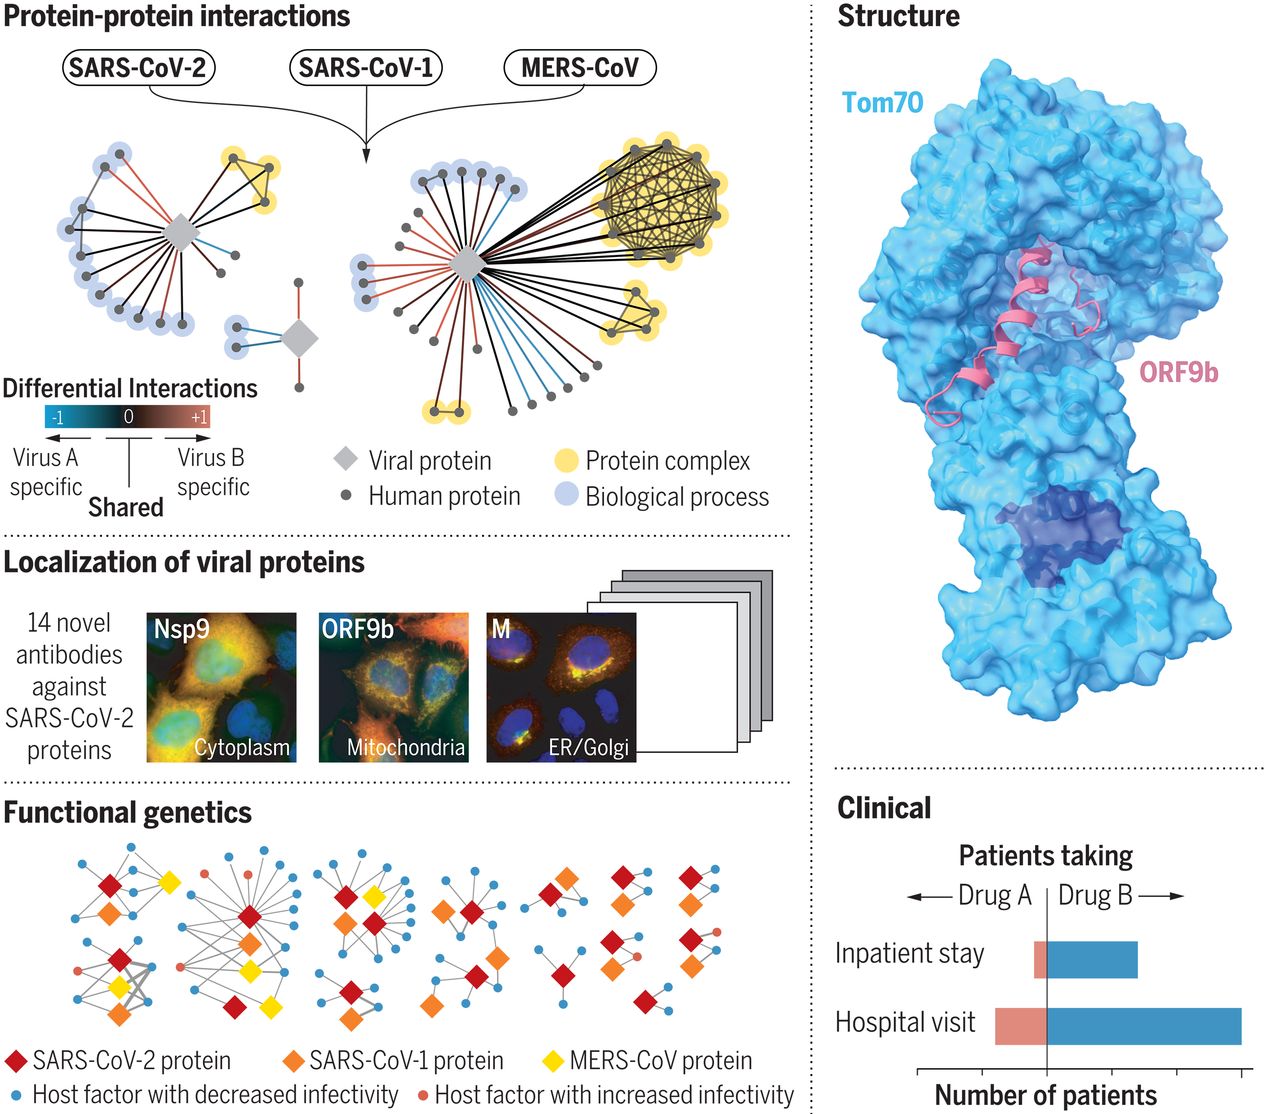 Protein-protein interactions
SARS-CoV-2
SARS-CoV-1
MERS-CoV
Differential Interactions
-1 0 +1
Virus A
specific
Virus B
specific
Shared
Viral protein
Human protein
Protein complex
Biological process
Localization of viral proteins
14 novel
antibodies
against
SARS-CoV-2
proteins
Nsp9
Cytoplasm
ORF9b
Mitochondria
M
ER/Golgi
Functional genetics
SARS-CoV-2 protein
SARS-CoV-1 protein
MERS-CoV protein
Host factor with decreased infectivity
Host factor with increased infectivity
Structure
Tom70
ORF9b
Clinical
Patients taking
Drug A
Drug B
Inpatient stay
Hospital visit
Number of patients